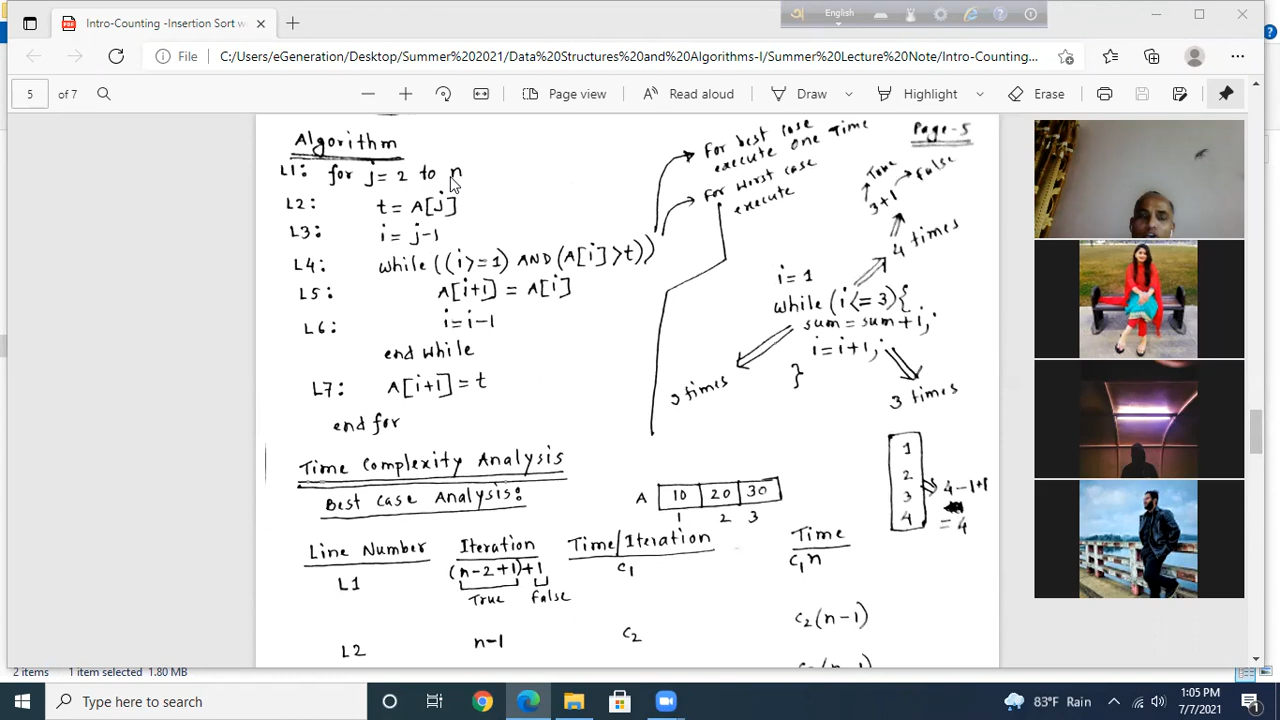 Intro-Counting -Insertion Sort w
English
File
C:/Users/eGeneration/Desktop/Summer%202021/Data%20Structures%20and%20Algorithms-I/Summer%20Lecture%20Note/Intro-Counting...
5 of 7
Page view
Read aloud
Draw
Highlight
Erase
Page-5
Algorithm
L1: for j= 2 to n
L2: t= A[j]
L3: i= j-1
L4: while((i>=1) AND (A[i]>t))
L5: A[i+1] = A[i]
L6: i=i-1
end while
L7: A[i+1]=t
end for
For best case
execute one time
For worst case
execute
True
False
3+1
4 times
i=1
while (i<=3){
sum=sum+i;
i=i+1;
}
3 times
3 times
Time Complexity Analysis
Best case Analysis:
A 10 20 30
1 2 3
1
2
3
4
4-1+1
=4
Line Number Iteration Time/Iteration Time
L1 (n-2+1)+1 c1 c1n
True False
L2 n-1 c2 c2(n-1)
2 items 1 item selected 1.80 MB
Type here to search
83°F Rain
1:05 PM
7/7/2021
1